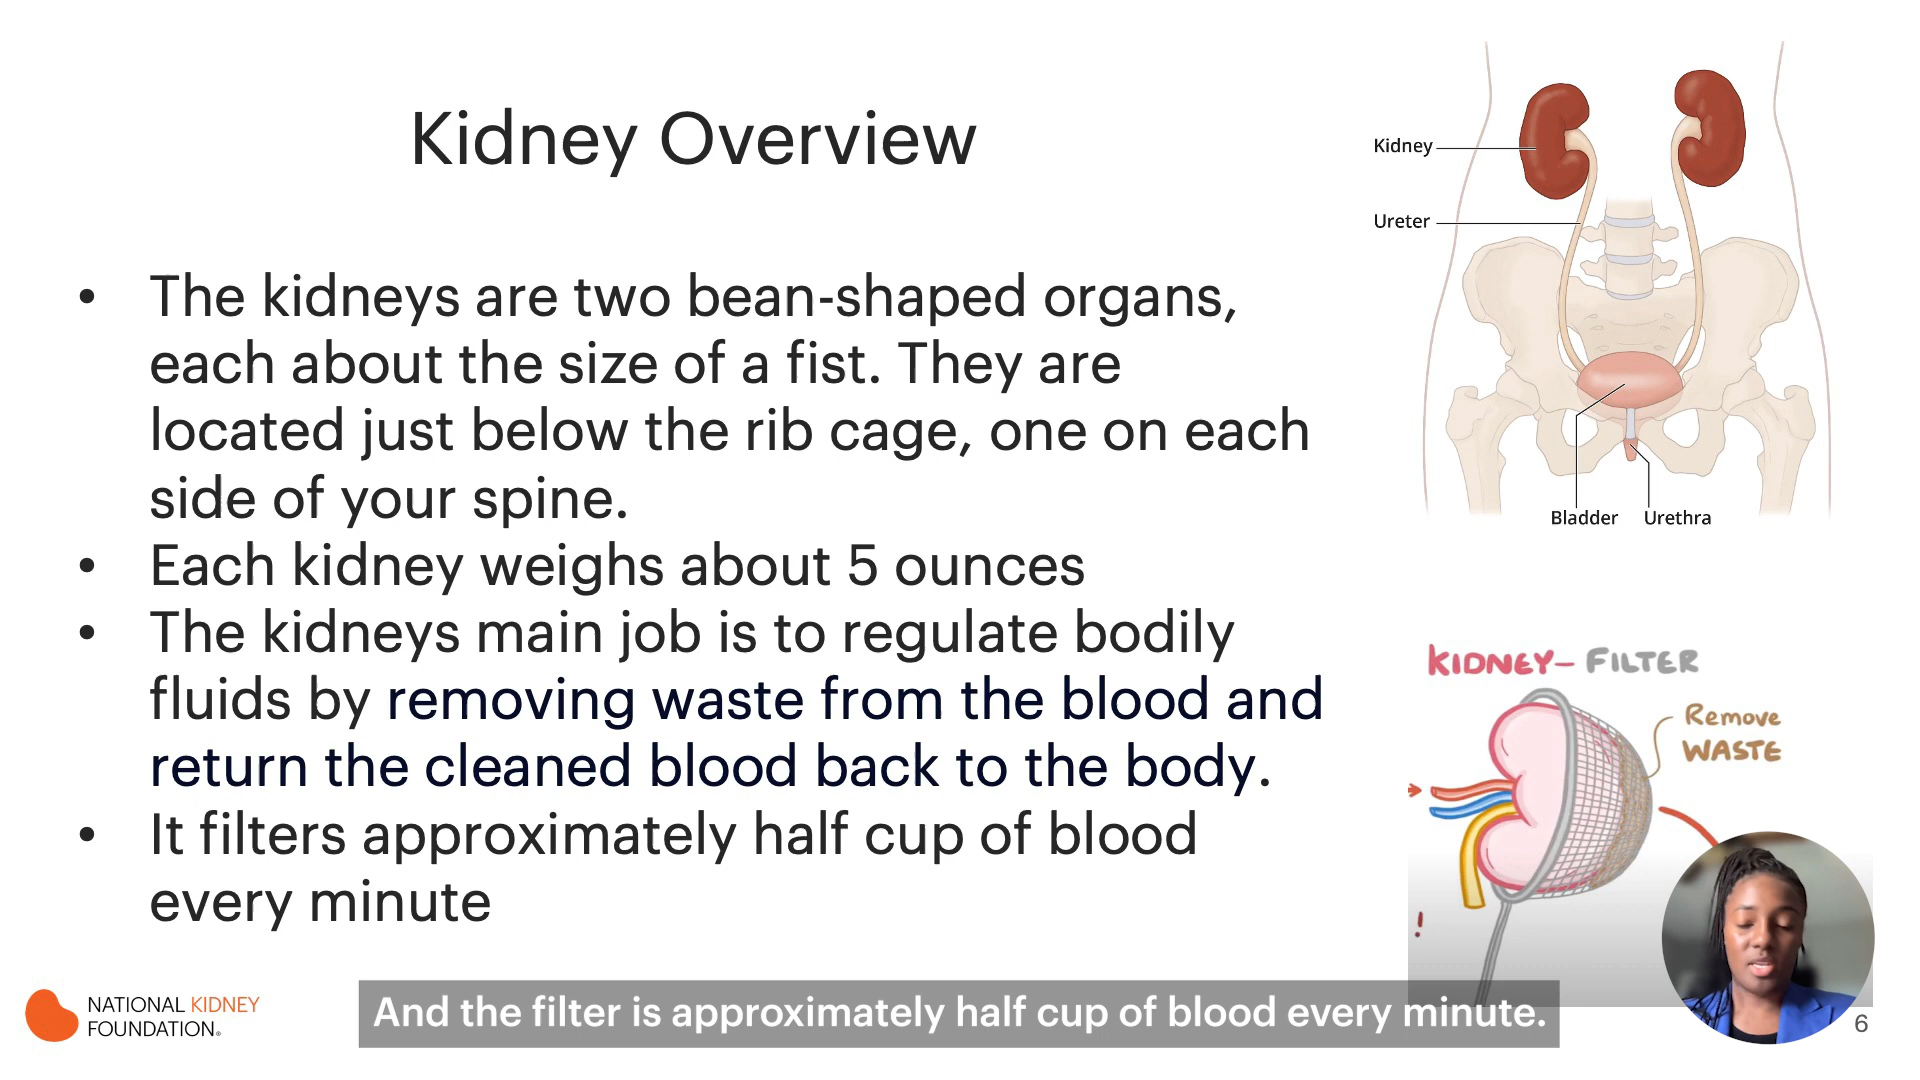 Kidney Overview
• The kidneys are two bean-shaped organs,
each about the size of a fist. They are
located just below the rib cage, one on each
side of your spine.
• Each kidney weighs about 5 ounces
• The kidneys main job is to regulate bodily
fluids by removing waste from the blood and
return the cleaned blood back to the body.
• It filters approximately half cup of blood
every minute
Kidney
Ureter
Bladder Urethra
KIDNEY- FILTER
Remove
WASTE
!
NATIONAL KIDNEY
FOUNDATION®
And the filter is approximately half cup of blood every minute.
6